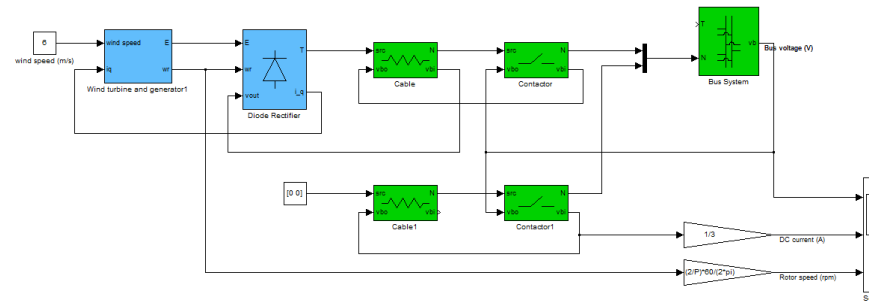 6
wind speed (m/s)
wind speed
iq
E
wr
Wind turbine and generator1
E
wr
vout
T
i_q
Diode Rectifier
src
vbo
N
vbi
Cable
src
vbo
N
vbi
Contactor
T
N
vb
Bus System
Bus voltage (V)
[0 0]
src
vbo
N
vbi
Cable1
src
vbo
N
vbi
Contactor1
1/3
DC current (A)
(2/P)*60/(2*pi)
Rotor speed (rpm)
S